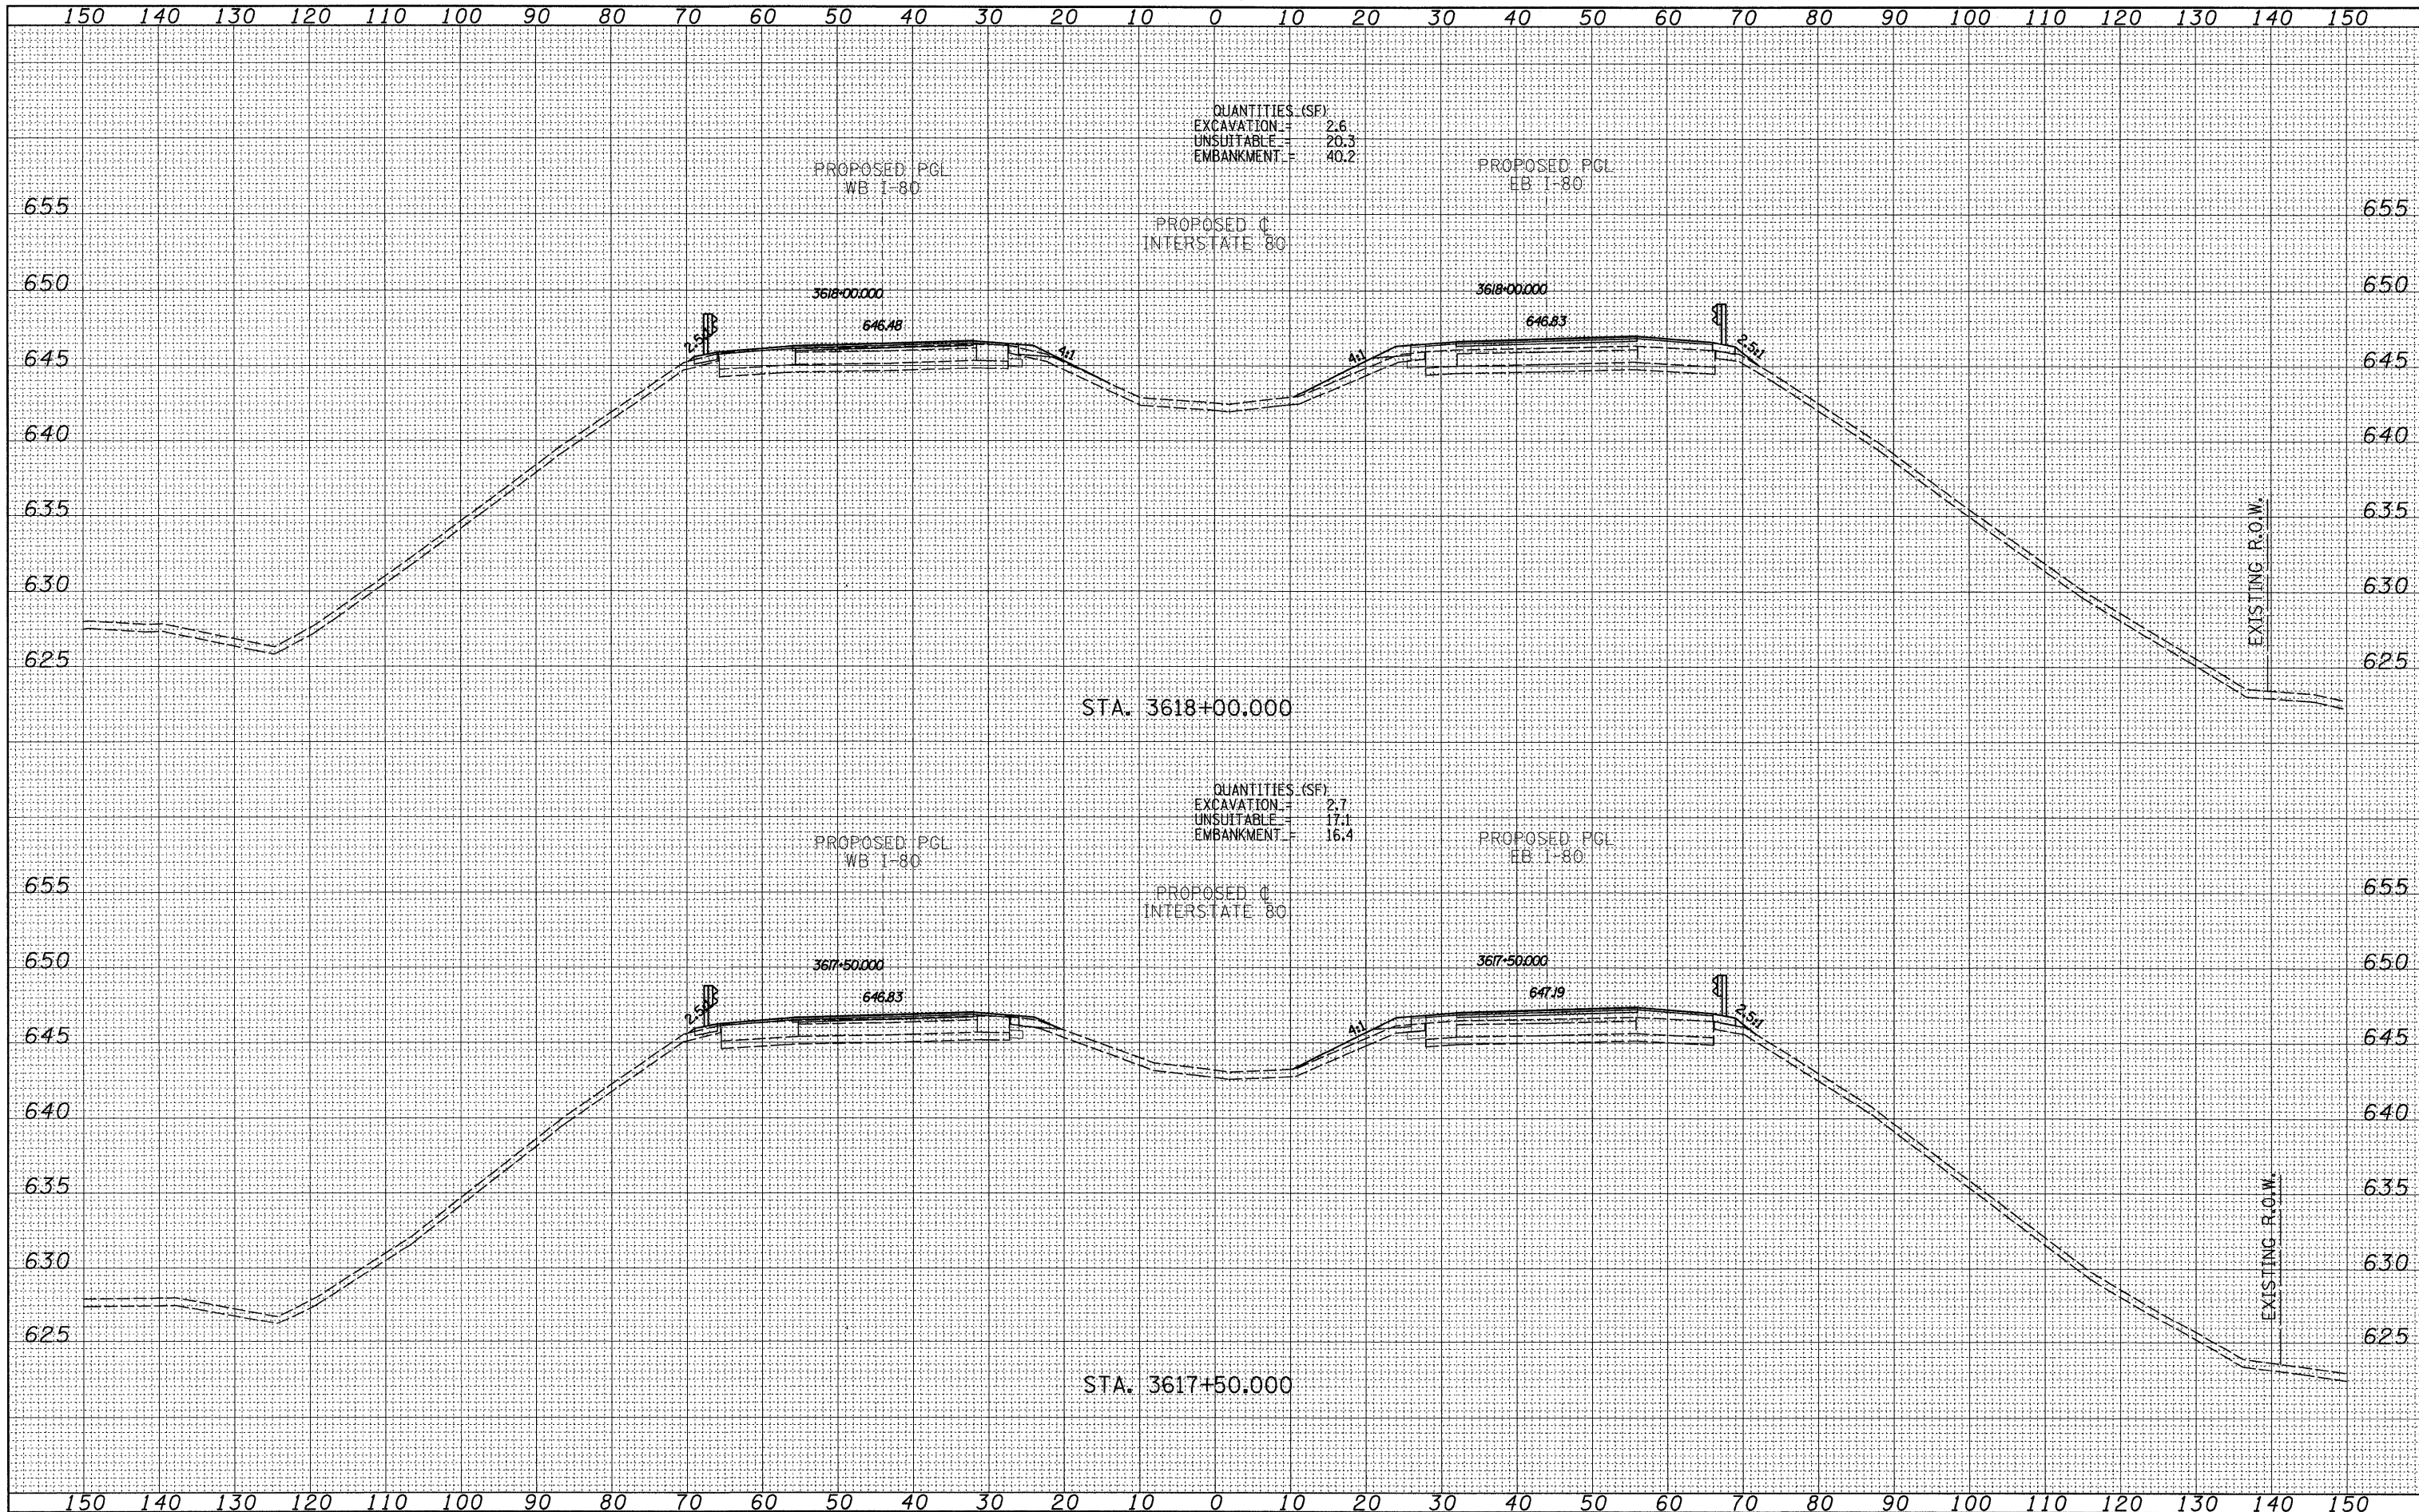 150 140 130 120 110 100 90 80 70 60 50 40 30 20 10 0 10 20 30 40 50 60 70 80 90 100 110 120 130 140 150
QUANTITIES (SF)
EXCAVATION = 2.6
UNSUITABLE = 20.3
EMBANKMENT = 40.2
PROPOSED PGL
WB I-80
PROPOSED PGL
EB I-80
655 655
PROPOSED ℄
INTERSTATE 80
650 650
3618+00.000 3618+00.000
646.48 646.83
2.5:1 4:1 4:1 2.5:1
645 645
640 640
635 635
EXISTING R.O.W.
630 630
625 625
STA. 3618+00.000
QUANTITIES (SF)
EXCAVATION = 2.7
UNSUITABLE = 17.1
EMBANKMENT = 16.4
PROPOSED PGL
WB I-80
PROPOSED PGL
EB I-80
655 655
PROPOSED ℄
INTERSTATE 80
650 650
3617+50.000 3617+50.000
646.83 647.19
2.5:1 4:1 2.5:1
645 645
640 640
635 635
EXISTING R.O.W.
630 630
625 625
STA. 3617+50.000
150 140 130 120 110 100 90 80 70 60 50 40 30 20 10 0 10 20 30 40 50 60 70 80 90 100 110 120 130 140 150